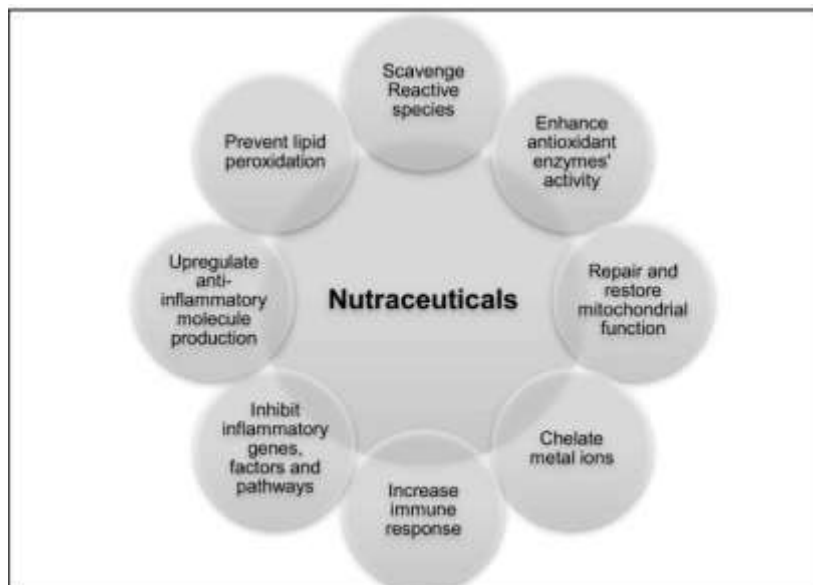 Scavenge
Reactive
species
Enhance
antioxidant
enzymes'
activity
Repair and
restore
mitochondrial
function
Chelate
metal ions
Increase
immune
response
Inhibit
inflammatory
genes,
factors and
pathways
Upregulate
anti-
inflammatory
molecule
production
Prevent lipid
peroxidation
Nutraceuticals